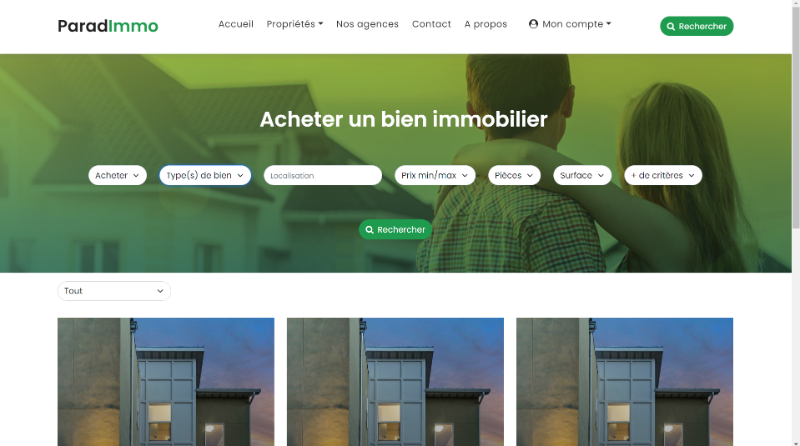 ParadImmo Accueil Propriétés Nos agences Contact A propos Mon compte Rechercher
Acheter un bien immobilier
Acheter Type(s) de bien Localisation Prix min/max Pièces Surface + de critères
Rechercher
Tout